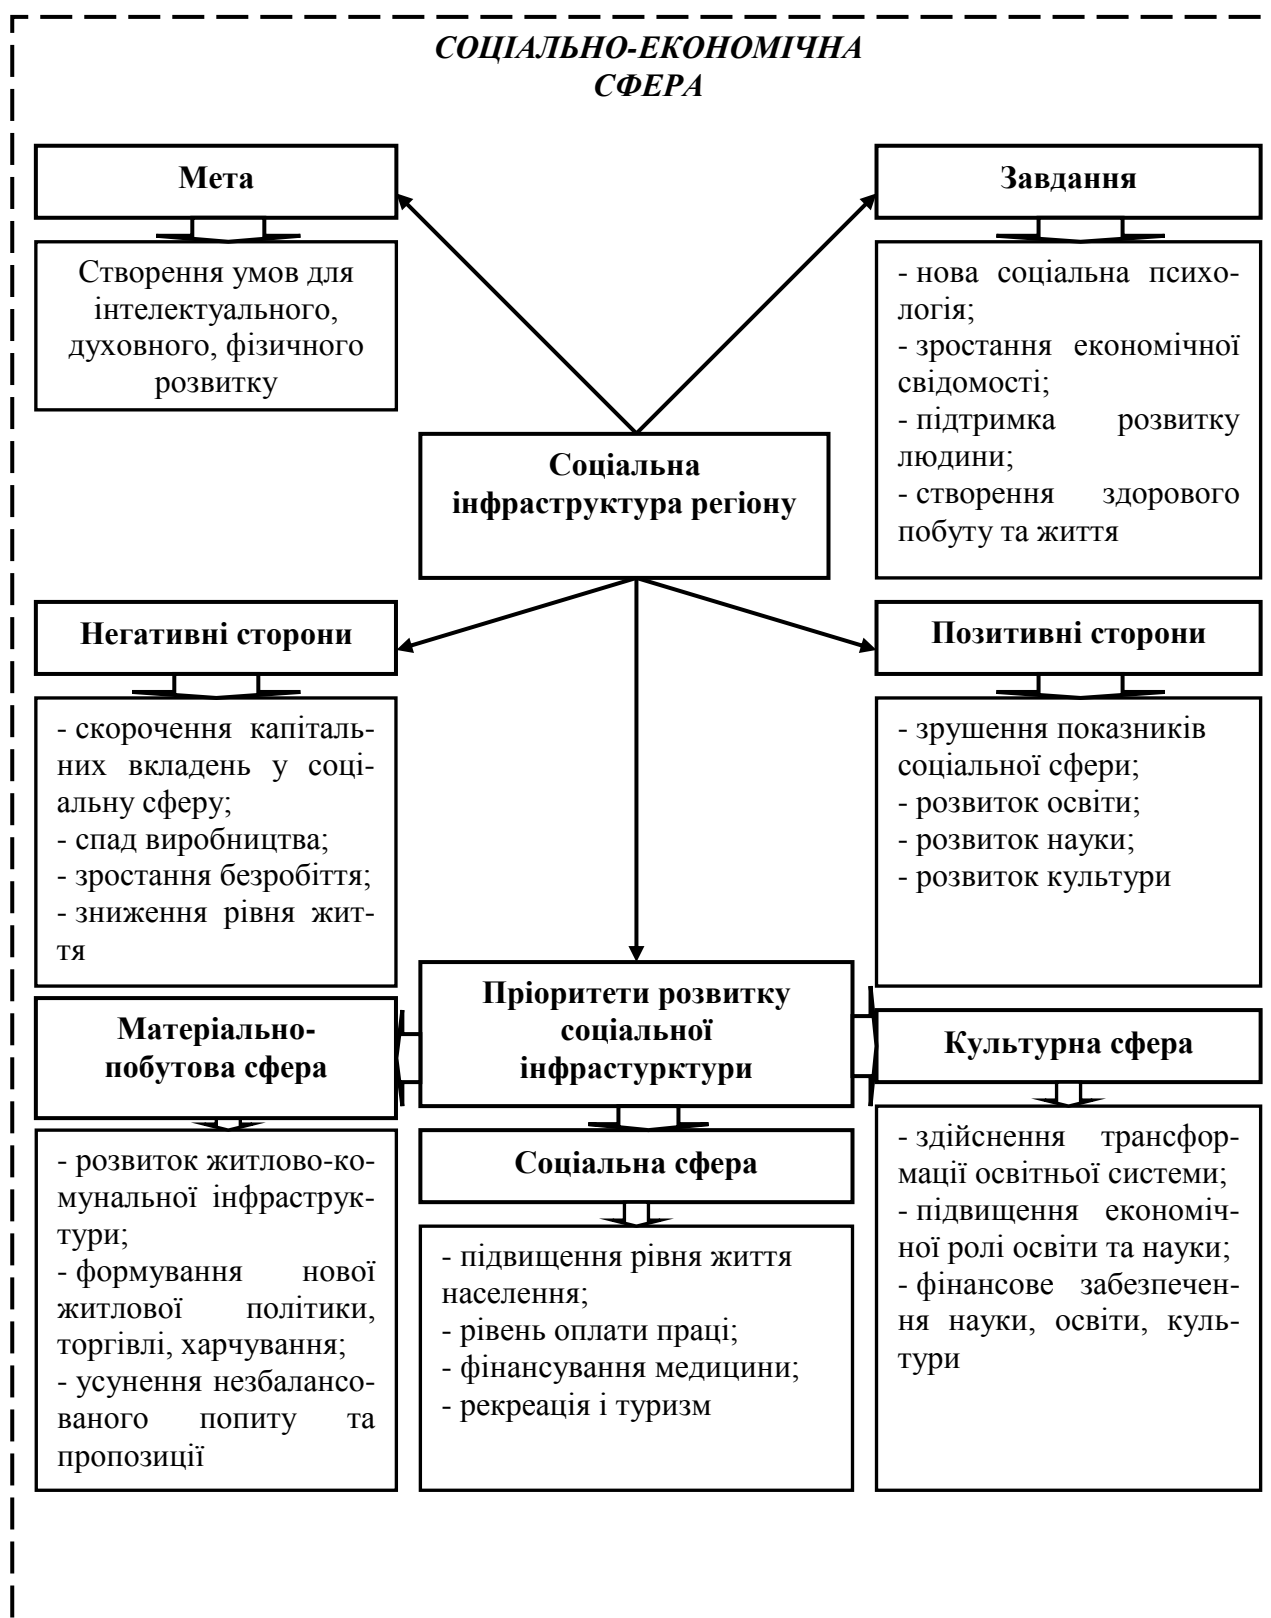 СОЦІАЛЬНО-ЕКОНОМІЧНА
СФЕРА
Мета
Створення умов для
інтелектуального,
духовного, фізичного
розвитку
Завдання
- нова соціальна психо-
логія;
- зростання економічної
свідомості;
- підтримка розвитку
людини;
- створення здорового
побуту та життя
Соціальна
інфраструктура регіону
Негативні сторони
- скорочення капіталь-
них вкладень у соці-
альну сферу;
- спад виробництва;
- зростання безробіття;
- зниження рівня жит-
тя
Позитивні сторони
- зрушення показників
соціальної сфери;
- розвиток освіти;
- розвиток науки;
- розвиток культури
Пріоритети розвитку
соціальної
інфрастурктури
Матеріально-
побутова сфера
- розвиток житлово-ко-
мунальної інфраструк-
тури;
- формування нової
житлової політики,
торгівлі, харчування;
- усунення незбалансо-
ваного попиту та
пропозиції
Соціальна сфера
- підвищення рівня життя
населення;
- рівень оплати праці;
- фінансування медицини;
- рекреація і туризм
Культурна сфера
- здійснення трансфор-
мації освітньої системи;
- підвищення економіч-
ної ролі освіти та науки;
- фінансове забезпечен-
ня науки, освіти, куль-
тури